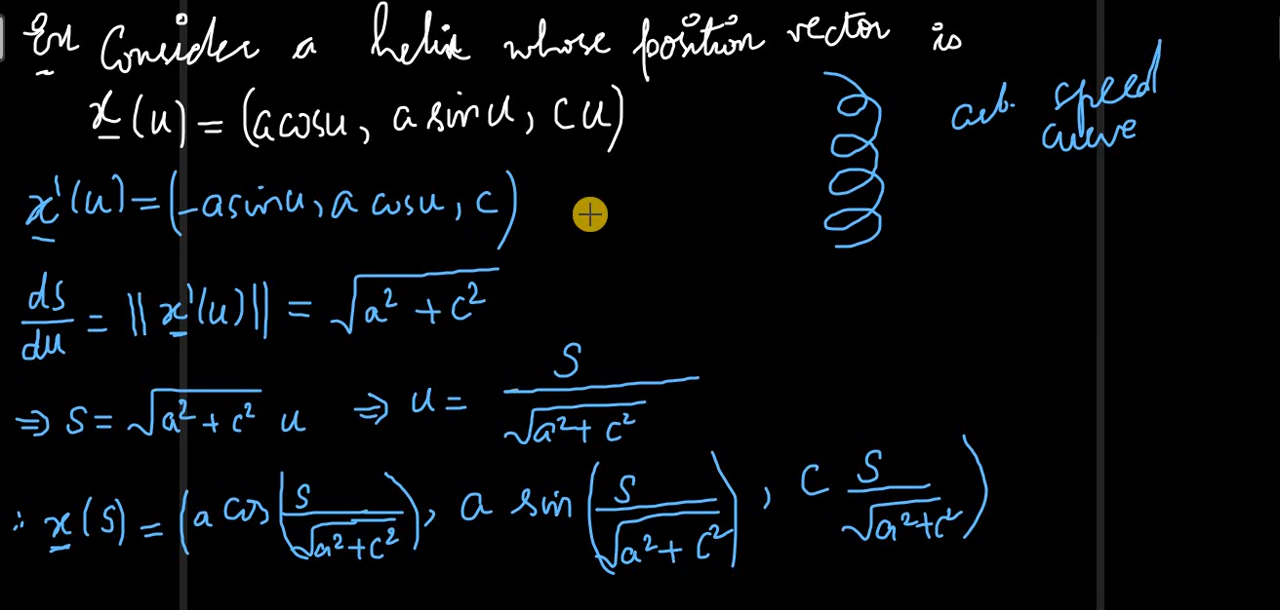 Ex Consider a helix whose position vector is
x(u) = (a cos u, a sin u, cu)
arb. speed
curve
x'(u) = (-a sin u, a cos u, c)
ds/du = ||x'(u)|| = √(a² + c²)
⇒ S = √(a² + c²) u ⇒ u = S/√(a² + c²)
∴ x(S) = (a cos(S/√(a² + c²)), a sin(S/√(a² + c²)), c S/√(a² + c²))